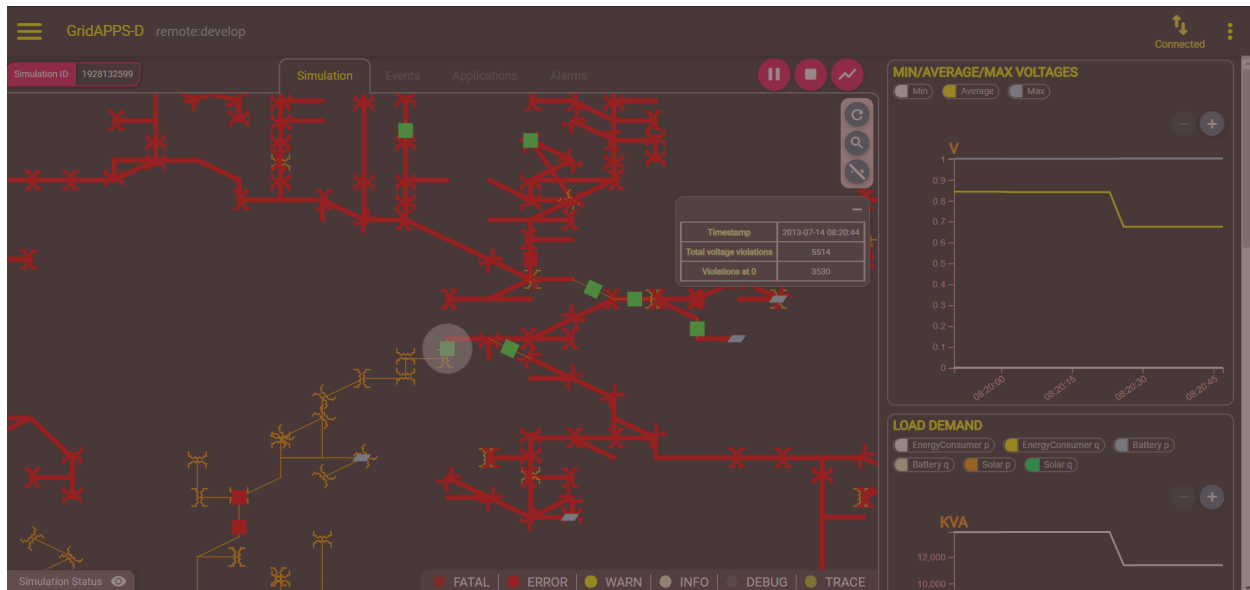 GridAPPS-D remote:develop
Connected
Simulation ID 1928132599
Simulation Events Applications Alarms
Timestamp 2013-07-14 08:20:44
Total voltage violations 5514
Violations at 0 3530
Simulation Status
FATAL ERROR WARN INFO DEBUG TRACE
MIN/AVERAGE/MAX VOLTAGES
Min Average Max
V
1
0.9
0.8
0.7
0.6
0.5
0.4
0.3
0.2
0.1
0
08:20:00 08:20:15 08:20:30 08:20:45
LOAD DEMAND
EnergyConsumer p EnergyConsumer q Battery p
Battery q Solar p Solar q
KVA
12,000
10,000